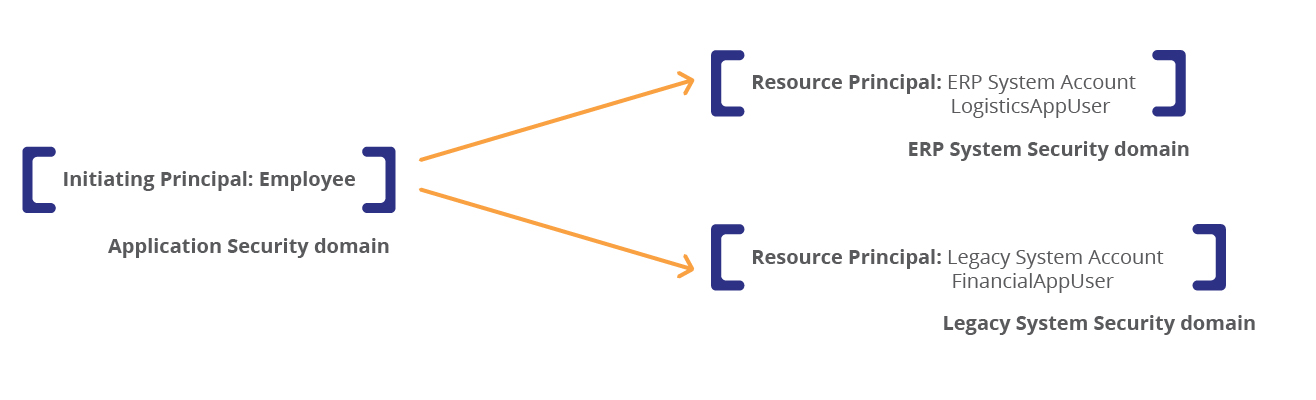 Initiating Principal: Employee
Application Security domain
Resource Principal: ERP System Account
LogisticsAppUser
ERP System Security domain
Resource Principal: Legacy System Account
FinancialAppUser
Legacy System Security domain